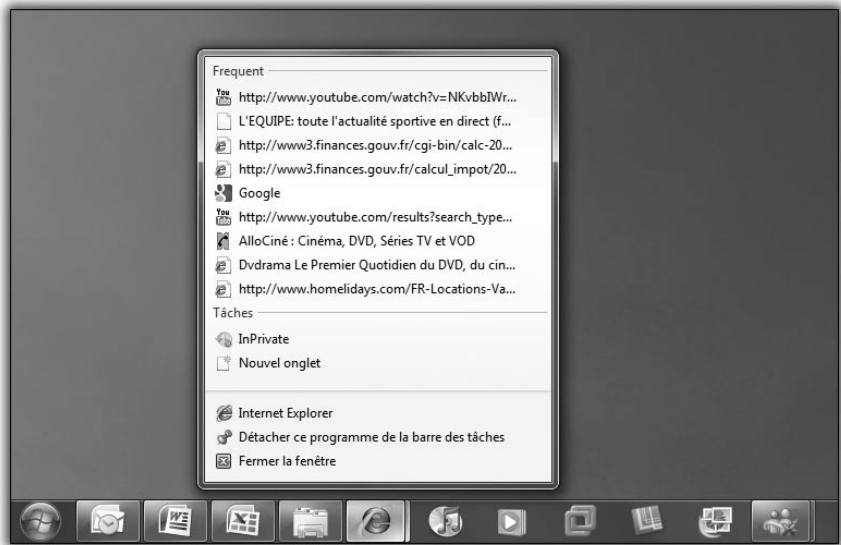 Frequent
http://www.youtube.com/watch?v=NKvbbIWr...
L'EQUIPE: toute l'actualité sportive en direct (f...
http://www3.finances.gouv.fr/cgi-bin/calc-20...
http://www3.finances.gouv.fr/calcul_impot/20...
Google
http://www.youtube.com/results?search_type...
AlloCiné : Cinéma, DVD, Séries TV et VOD
Dvdrama Le Premier Quotidien du DVD, du cin...
http://www.homelidays.com/FR-Locations-Va...
Tâches
InPrivate
Nouvel onglet
Internet Explorer
Détacher ce programme de la barre des tâches
Fermer la fenêtre